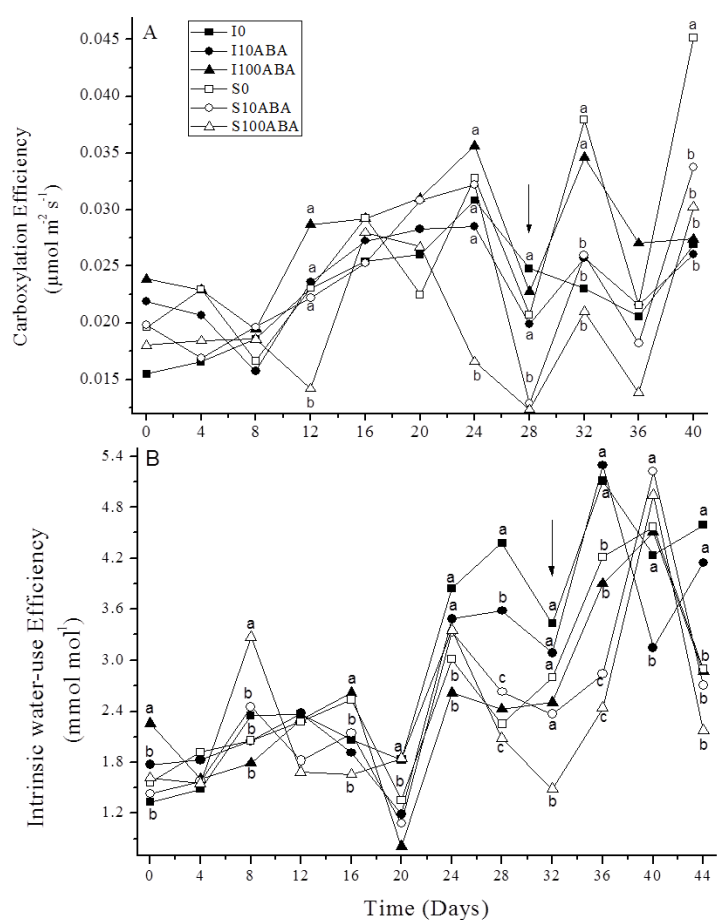 A
I0
I10ABA
I100ABA
S0
S10ABA
S100ABA
Carboxylation Efficiency
(μmol m⁻² s⁻¹)
0.045
0.040
0.035
0.030
0.025
0.020
0.015
a
a
a
b
a
a
a
b
a
a
b
a
a
b
b
b
b
b
b
b
0 4 8 12 16 20 24 28 32 36 40
B
Intrinsic water-use Efficiency
(mmol mol¹)
5.4
4.8
4.2
3.6
3.0
2.4
1.8
1.2
a
b
b
a
b
b
b
a
b
b
a
b
a
a
b
b
a
b
c
c
a
a
a
a
b
a
a
b
b
c
c
a
a
b
a
a
b
b
b
0 4 8 12 16 20 24 28 32 36 40 44
Time (Days)